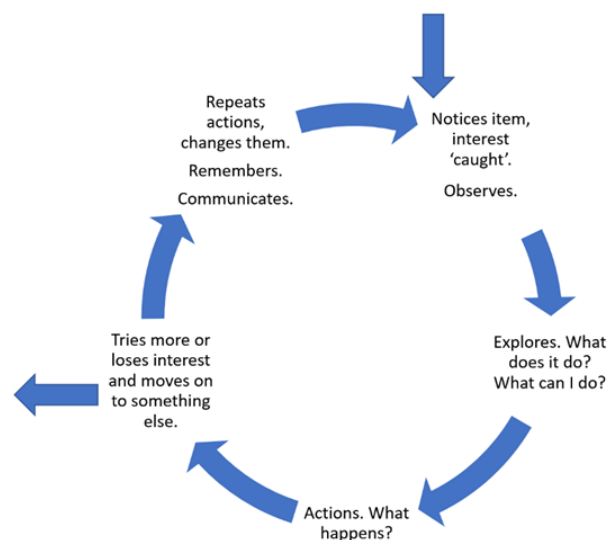 Notices item,
interest
‘caught’.
Observes.
Explores. What
does it do?
What can I do?
Actions. What
happens?
Tries more or
loses interest
and moves on
to something
else.
Repeats
actions,
changes them.
Remembers.
Communicates.